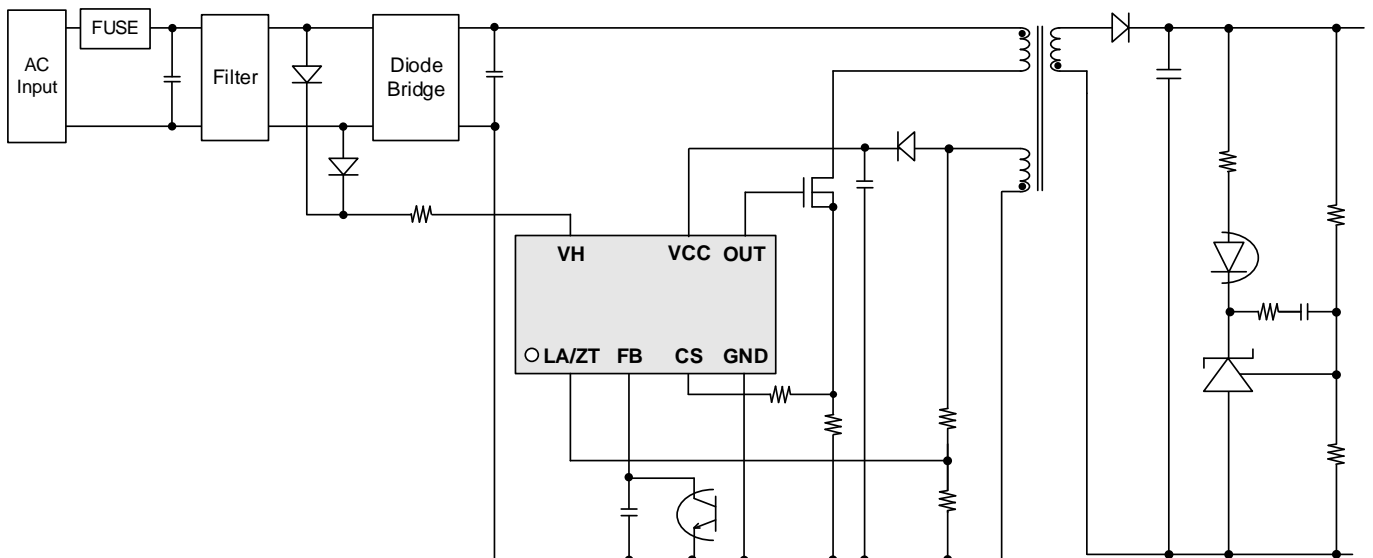 FUSE
AC
Input
Filter
Diode
Bridge
VH
VCC
OUT
LA/ZT
FB
CS
GND